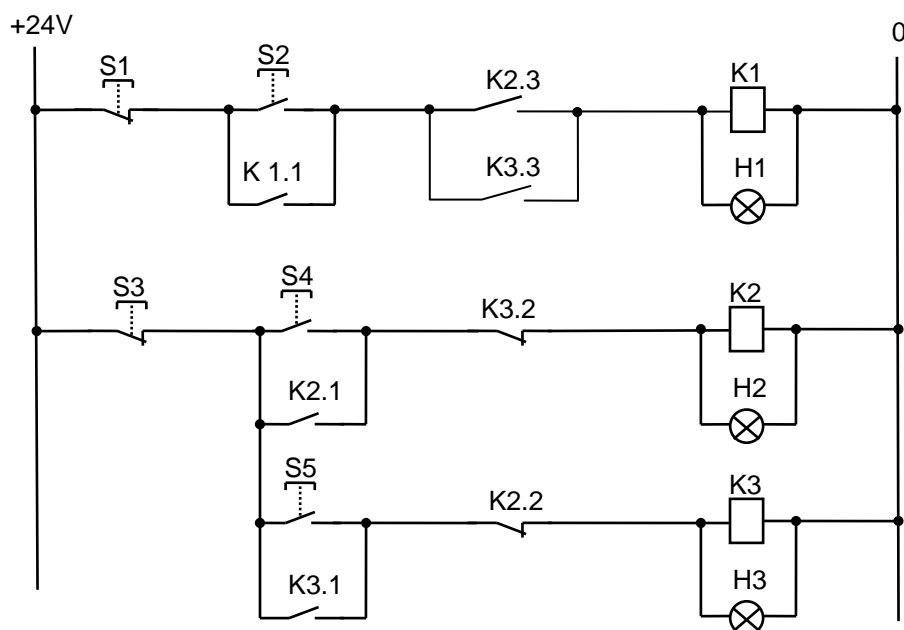 +24V
0
S1
S2
K2.3
K1
K 1.1
K3.3
H1
S3
S4
K3.2
K2
K2.1
H2
S5
K2.2
K3
K3.1
H3